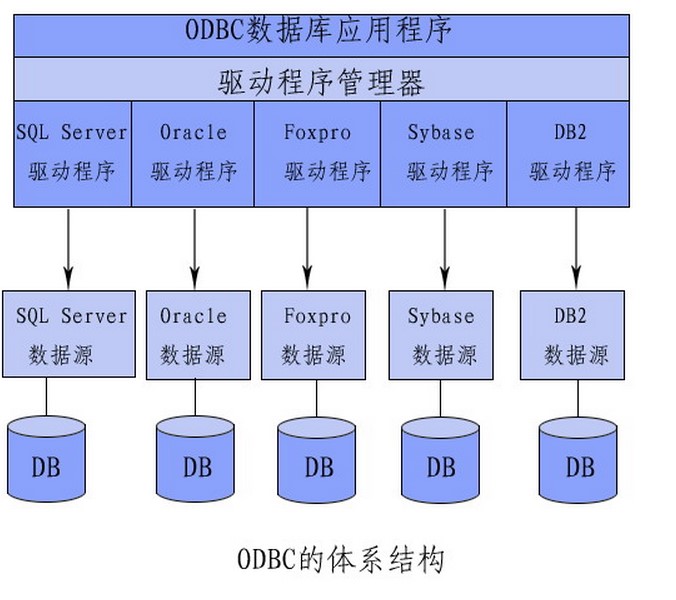 ODBC数据库应用程序
驱动程序管理器
SQL Server
驱动程序
Oracle
驱动程序
Foxpro
驱动程序
Sybase
驱动程序
DB2
驱动程序
SQL Server
数据源
Oracle
数据源
Foxpro
数据源
Sybase
数据源
DB2
数据源
DB
DB
DB
DB
DB
ODBC的体系结构